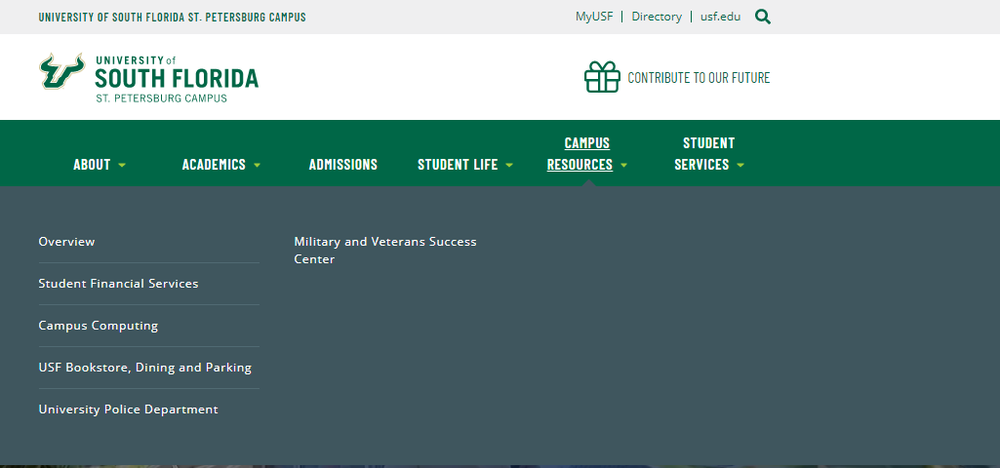 UNIVERSITY OF SOUTH FLORIDA ST. PETERSBURG CAMPUS
MyUSF | Directory | usf.edu
UNIVERSITY of
SOUTH FLORIDA
ST. PETERSBURG CAMPUS
CONTRIBUTE TO OUR FUTURE
ABOUT
ACADEMICS
ADMISSIONS
STUDENT LIFE
CAMPUS
RESOURCES
STUDENT
SERVICES
Overview
Student Financial Services
Campus Computing
USF Bookstore, Dining and Parking
University Police Department
Military and Veterans Success
Center